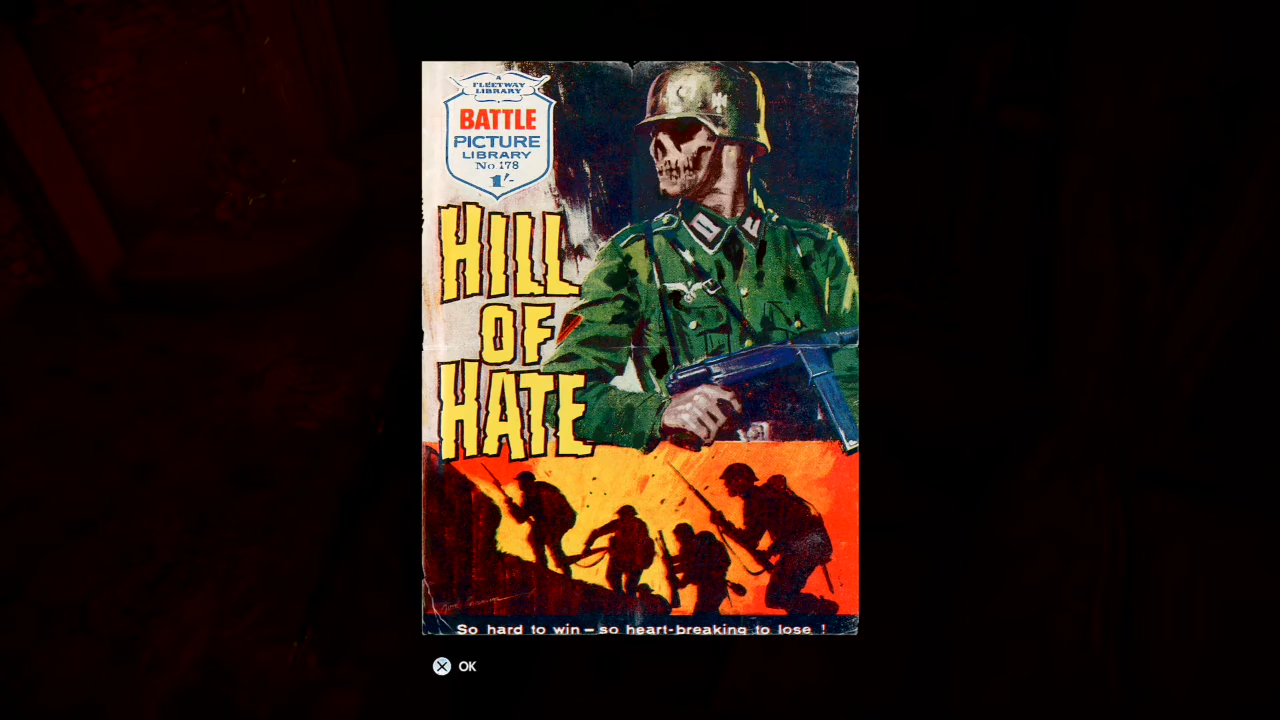 A
FLEETWAY
LIBRARY
BATTLE
PICTURE
LIBRARY
No. 178
1/-
HILL
OF
HATE
So hard to win – so heart-breaking to lose !
OK